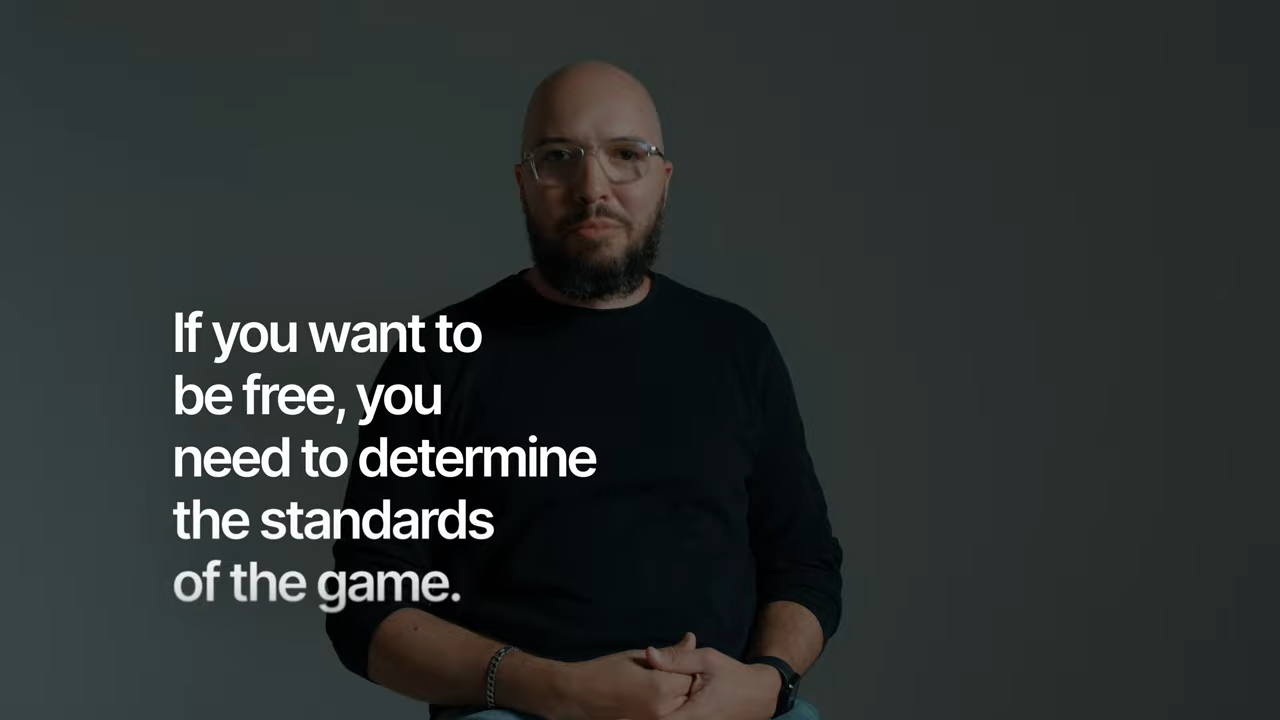 If you want to
be free, you
need to determine
the standards
of the game.